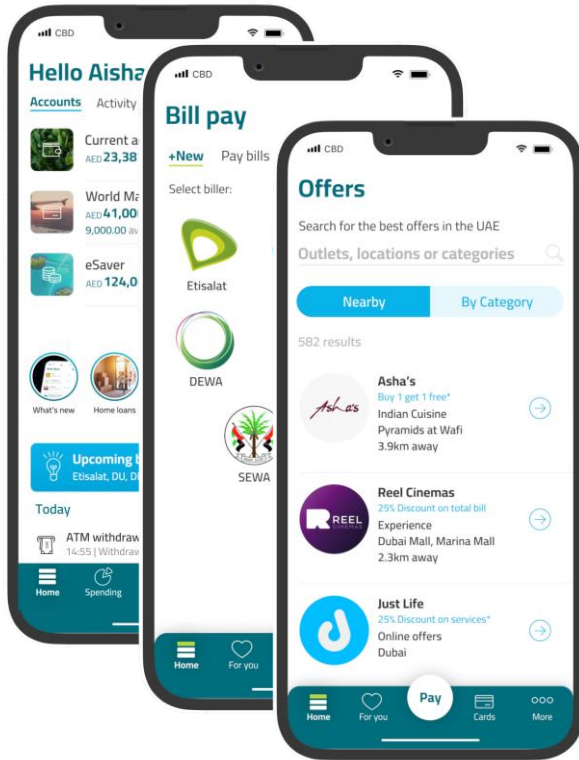 CBD
Hello Aisha
Accounts Activity
Current a
AED 23,38
World Ma
AED 41,00
9,000.00 av
eSaver
AED 124,0
What's new Home loans
Upcoming b
Etisalat, DU, D
Today
ATM withdraw
14:55 | Withdraw
Home Spending
CBD
Bill pay
+New Pay bills
Select biller:
Etisalat
DEWA
SEWA
Home For you
CBD
Offers
Search for the best offers in the UAE
Outlets, locations or categories
Nearby By Category
582 results
Asha's
Asha's
Buy 1 get 1 free*
Indian Cuisine
Pyramids at Wafi
3.9km away
REEL
CINEMAS
Reel Cinemas
25% Discount on total bill
Experience
Dubai Mall, Marina Mall
2.3km away
Just Life
25% Discount on services*
Online offers
Dubai
Home For you Pay Cards More